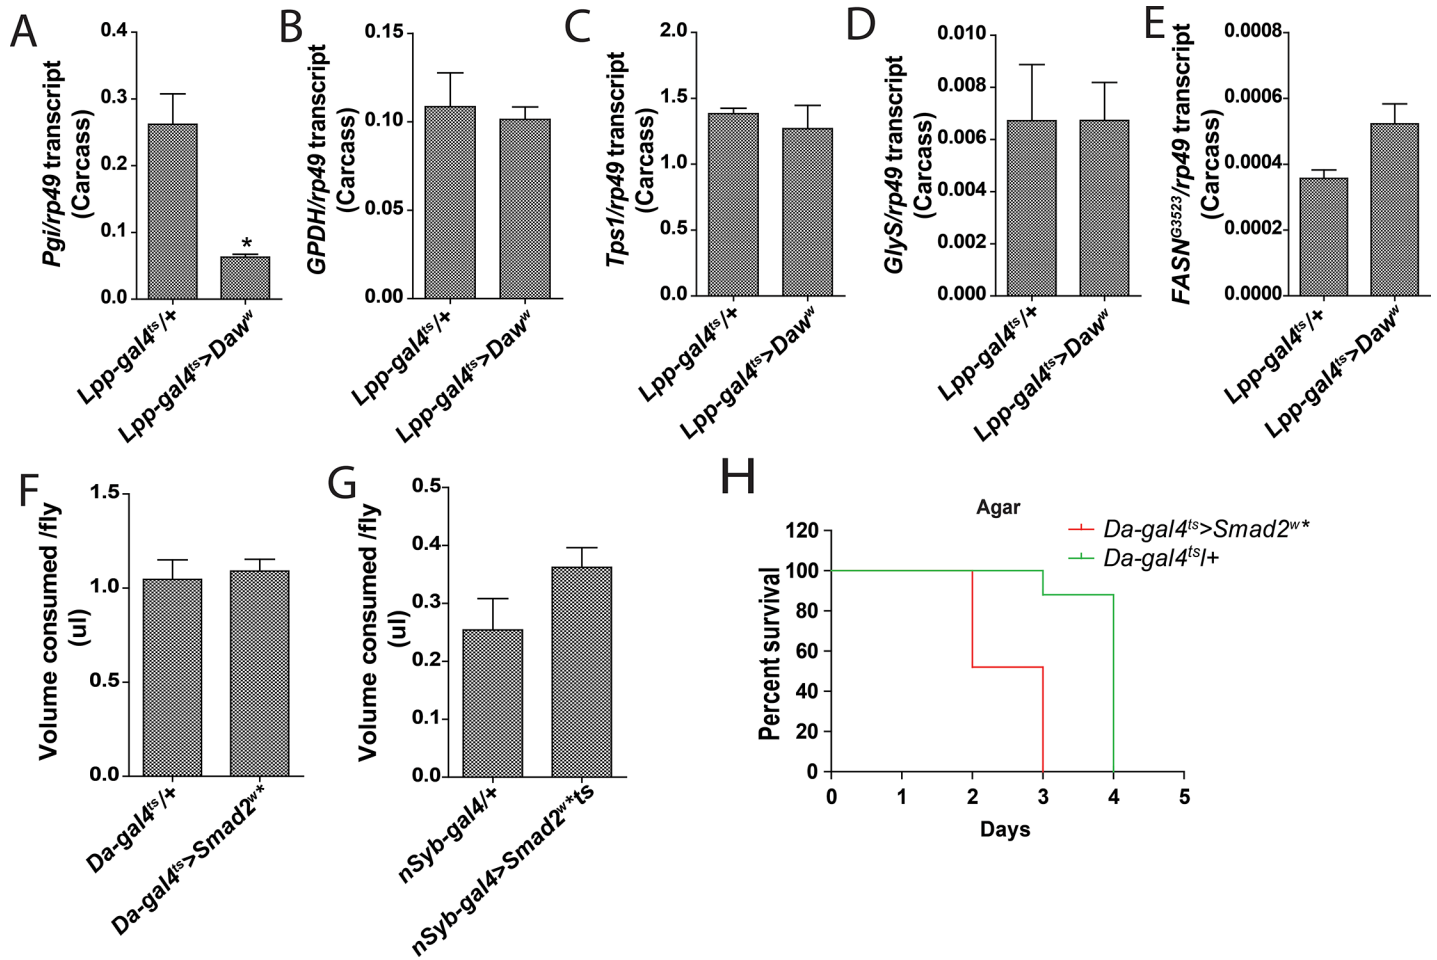 A
Pgi/rp49 transcript
(Carcass)
0.4
0.3
0.2
0.1
0.0
*
Lpp-gal4ts/+
Lpp-gal4ts>Daww
B
GPDH/rp49 transcript
(Carcass)
0.15
0.10
0.05
0.00
Lpp-gal4ts/+
Lpp-gal4ts>Daww
C
Tps1/rp49 transcript
(Carcass)
2.0
1.5
1.0
0.5
0.0
Lpp-gal4ts/+
Lpp-gal4ts>Daww
D
GlyS/rp49 transcript
(Carcass)
0.010
0.008
0.006
0.004
0.002
0.000
Lpp-gal4ts/+
Lpp-gal4ts>Daww
E
FASNG3523/rp49 transcript
(Carcass)
0.0008
0.0006
0.0004
0.0002
0.0000
Lpp-gal4ts/+
Lpp-gal4ts>Daww
F
Volume consumed /fly
(ul)
1.5
1.0
0.5
0.0
Da-gal4ts/+
Da-gal4ts>Smad2w*
G
Volume consumed /fly
(ul)
0.5
0.4
0.3
0.2
0.1
0.0
nSyb-gal4/+
nSyb-gal4>Smad2w*ts
H
Agar
Da-gal4ts>Smad2w*
Da-gal4ts/+
Percent survival
120
100
80
60
40
20
0
0 1 2 3 4 5
Days